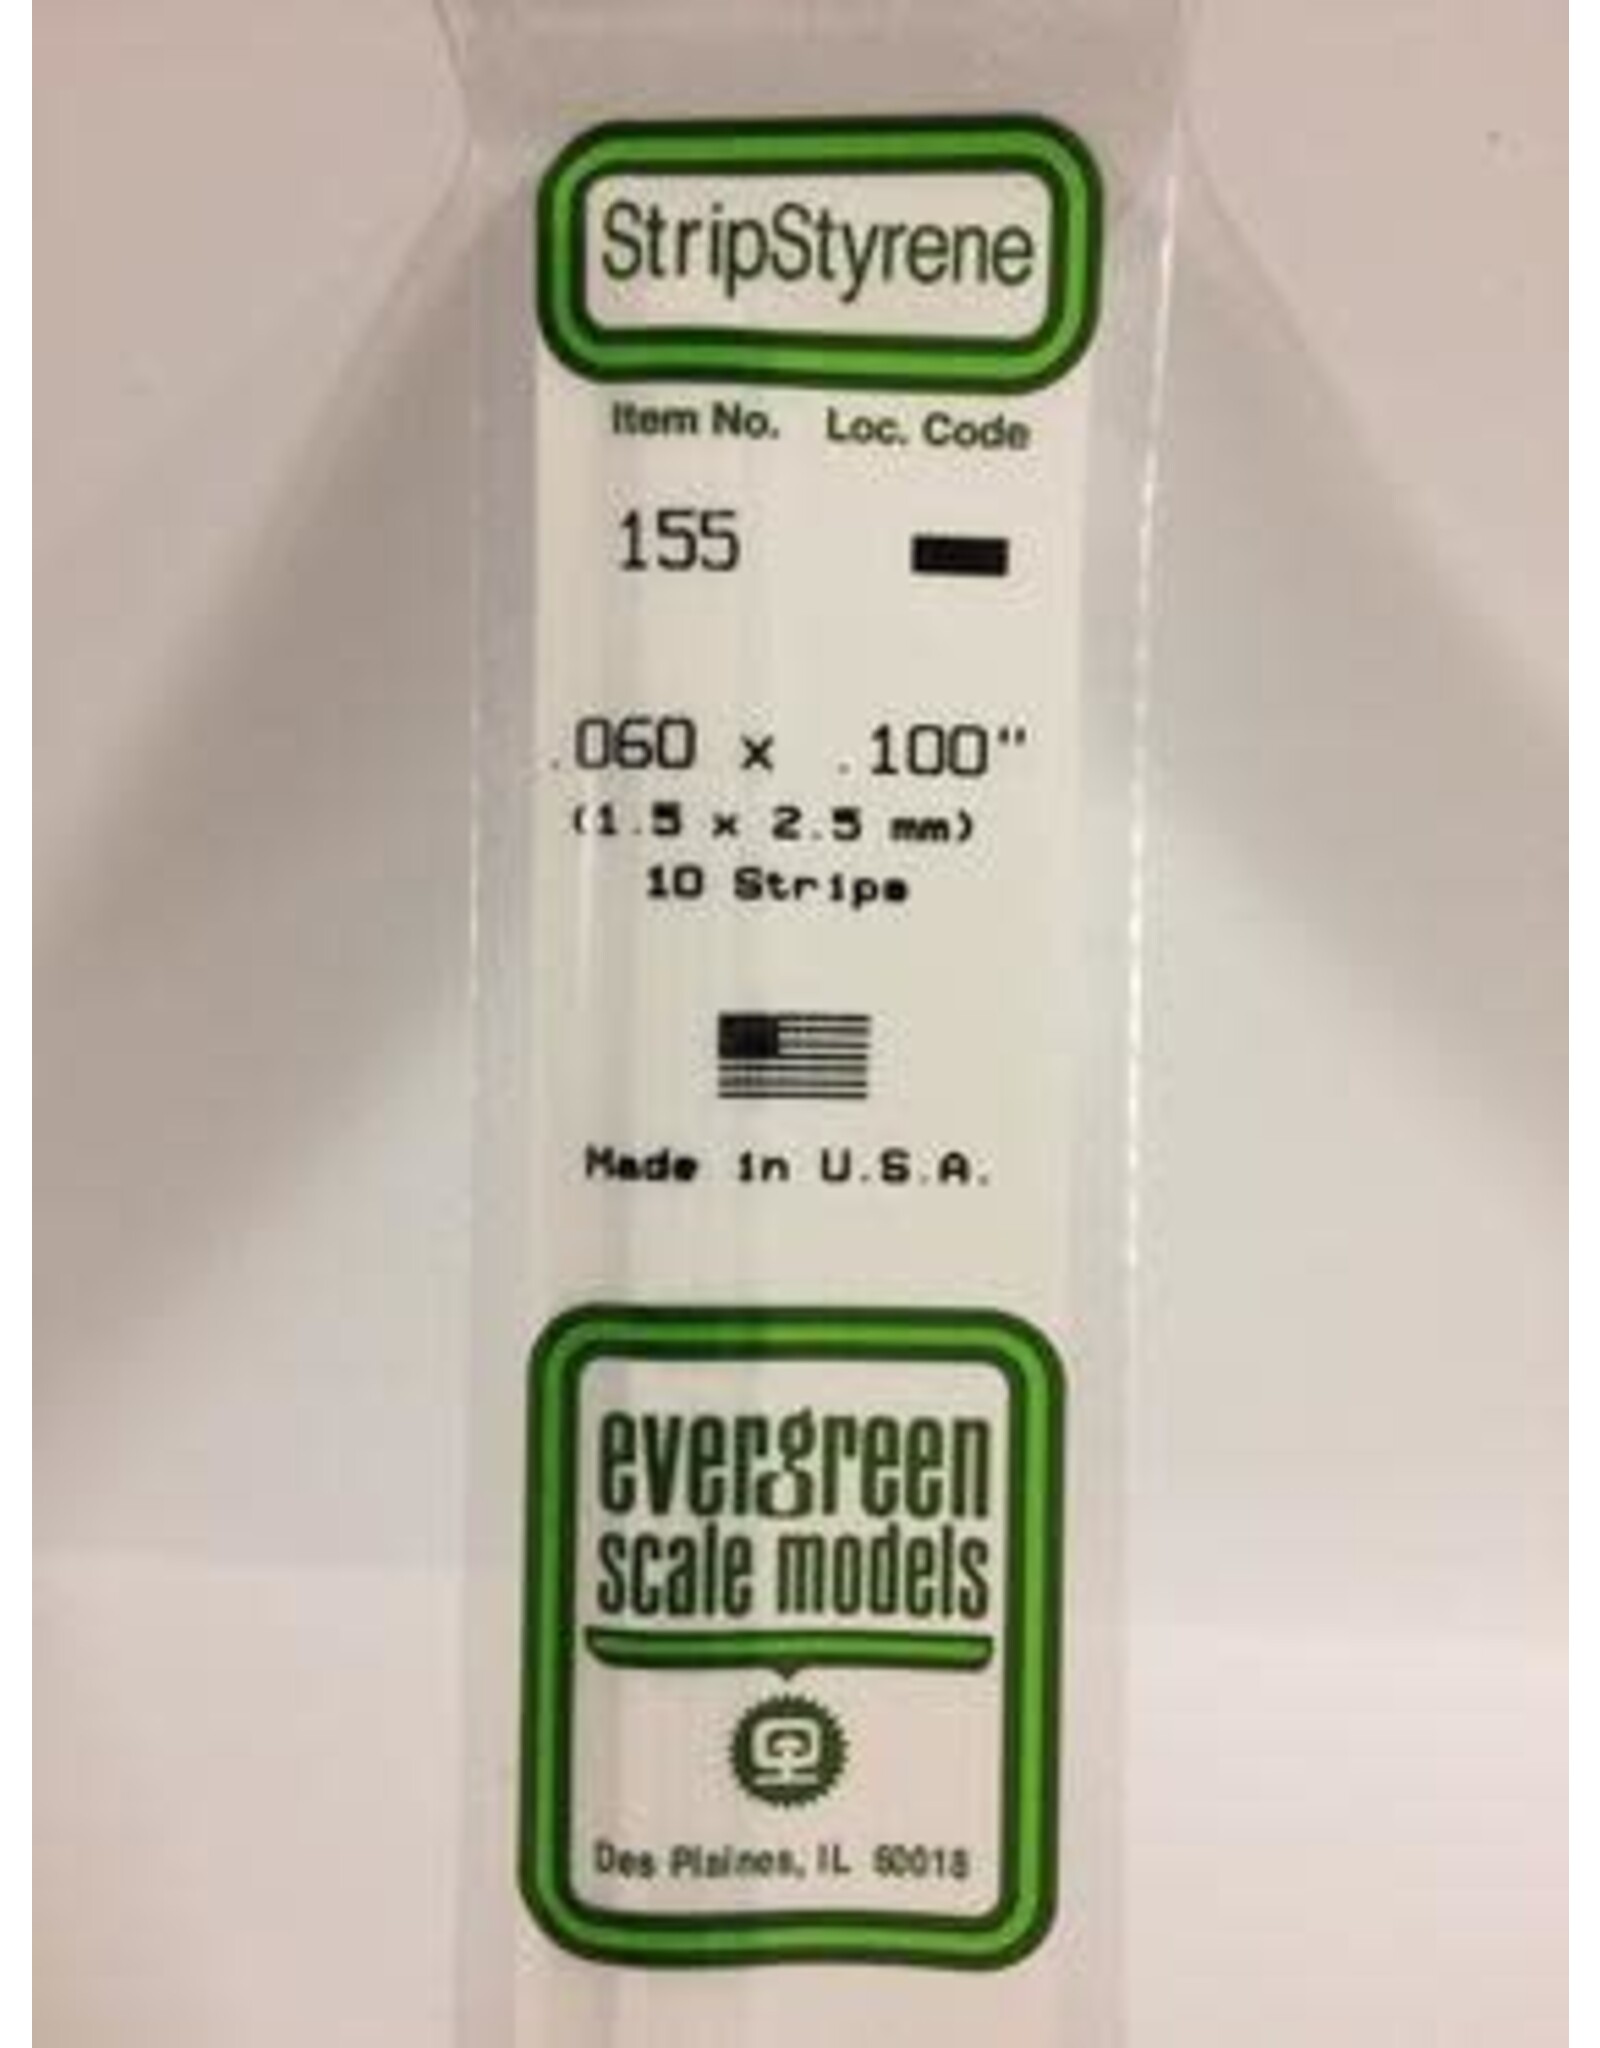 StripStyrene
Item No. Loc. Code
155
.060 x .100"
(1.5 x 2.5 mm)
10 Strips
Made in U.S.A.
evergreen
scale models
Des Plaines, IL 60018